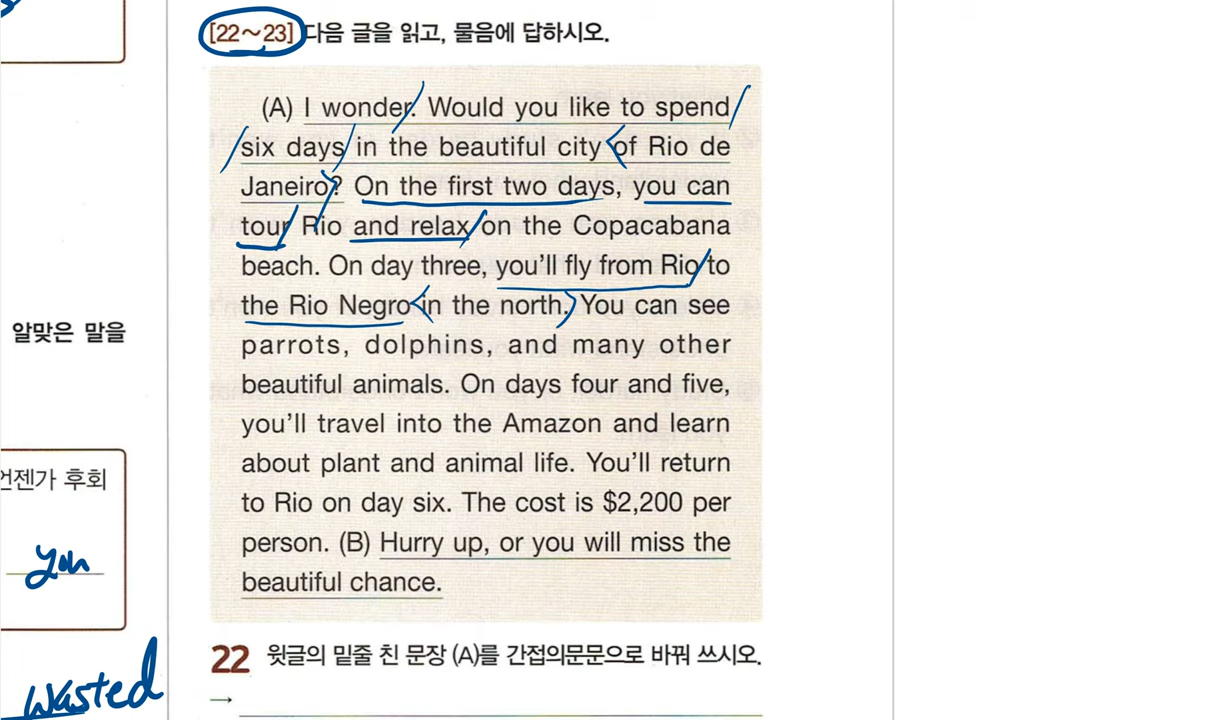 [22~23] 다음 글을 읽고, 물음에 답하시오.
(A) I wonder. Would you like to spend
six days in the beautiful city of Rio de
Janeiro? On the first two days, you can
tour Rio and relax on the Copacabana
beach. On day three, you'll fly from Rio to
the Rio Negro in the north. You can see
parrots, dolphins, and many other
beautiful animals. On days four and five,
you'll travel into the Amazon and learn
about plant and animal life. You'll return
to Rio on day six. The cost is $2,200 per
person. (B) Hurry up, or you will miss the
beautiful chance.
22 윗글의 밑줄 친 문장 (A)를 간접의문문으로 바꿔 쓰시오.
→
알맞은 말을
언젠가 후회
you
wasted